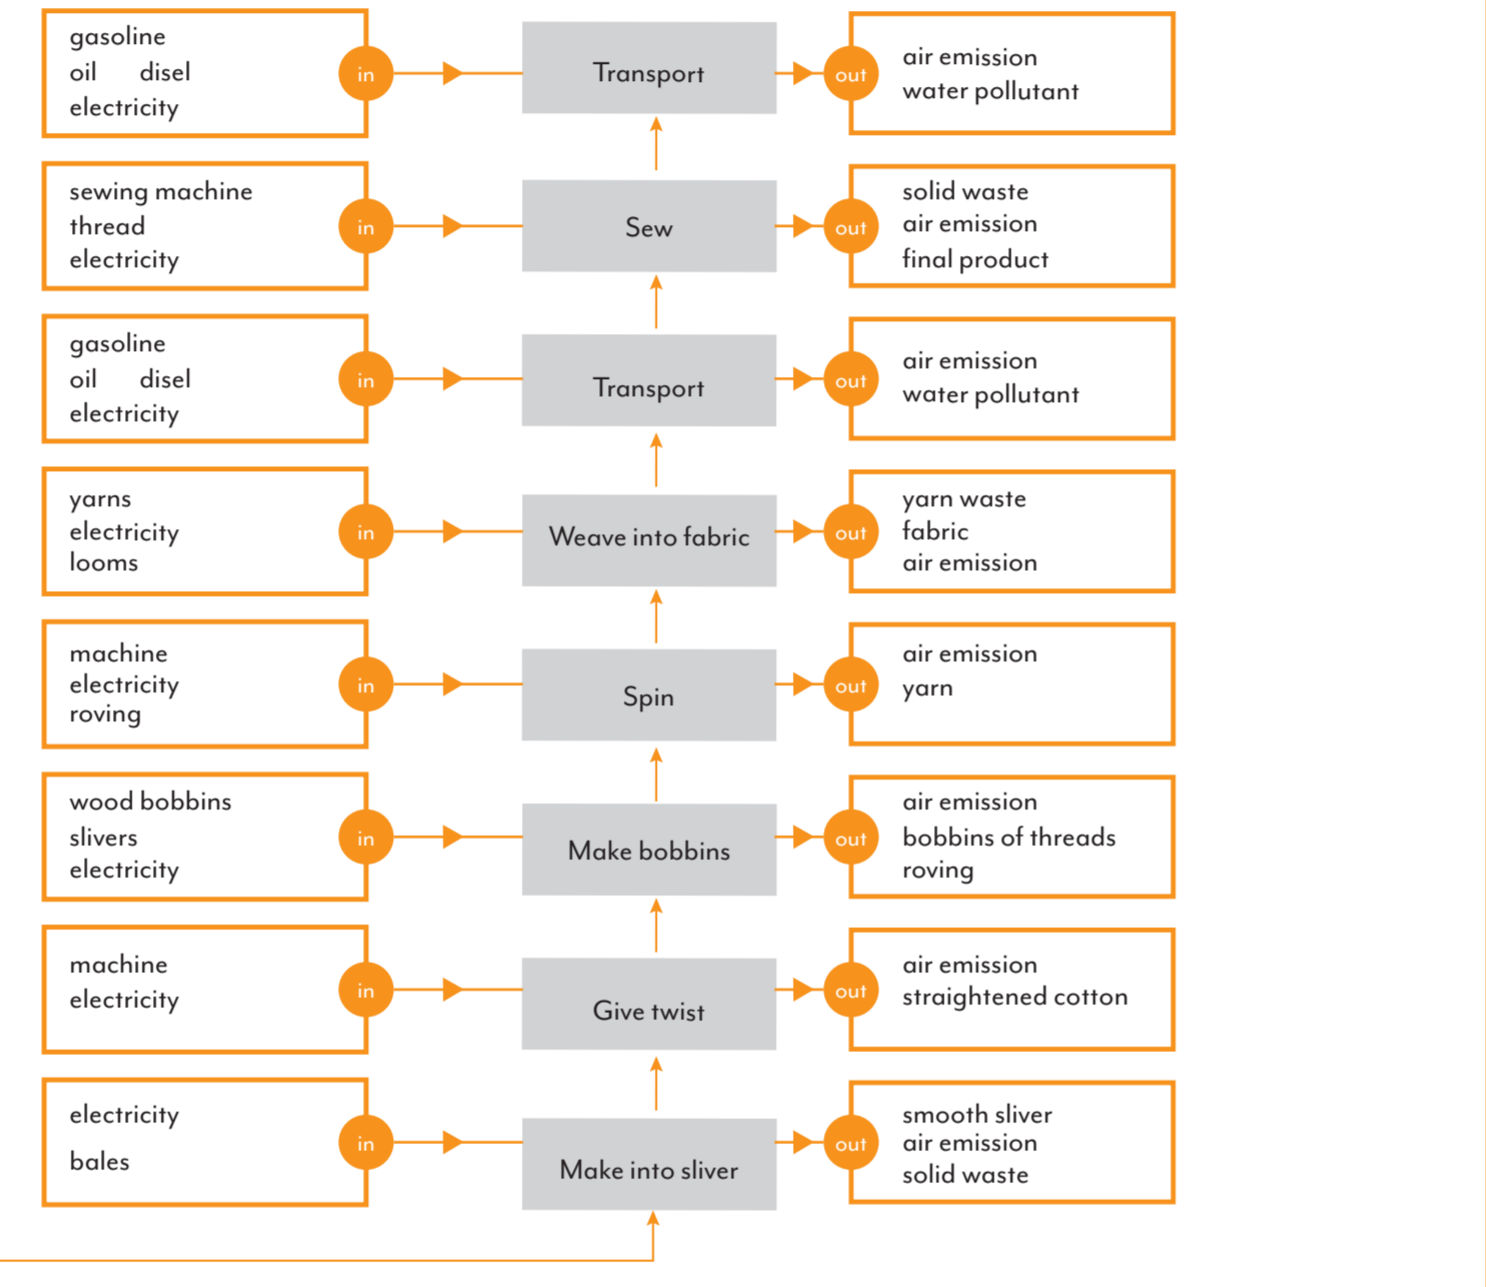 gasoline
oil disel
electricity
in
Transport
out
air emission
water pollutant
sewing machine
thread
electricity
in
Sew
out
solid waste
air emission
final product
gasoline
oil disel
electricity
in
Transport
out
air emission
water pollutant
yarns
electricity
looms
in
Weave into fabric
out
yarn waste
fabric
air emission
machine
electricity
roving
in
Spin
out
air emission
yarn
wood bobbins
slivers
electricity
in
Make bobbins
out
air emission
bobbins of threads
roving
machine
electricity
in
Give twist
out
air emission
straightened cotton
electricity
bales
in
Make into sliver
out
smooth sliver
air emission
solid waste